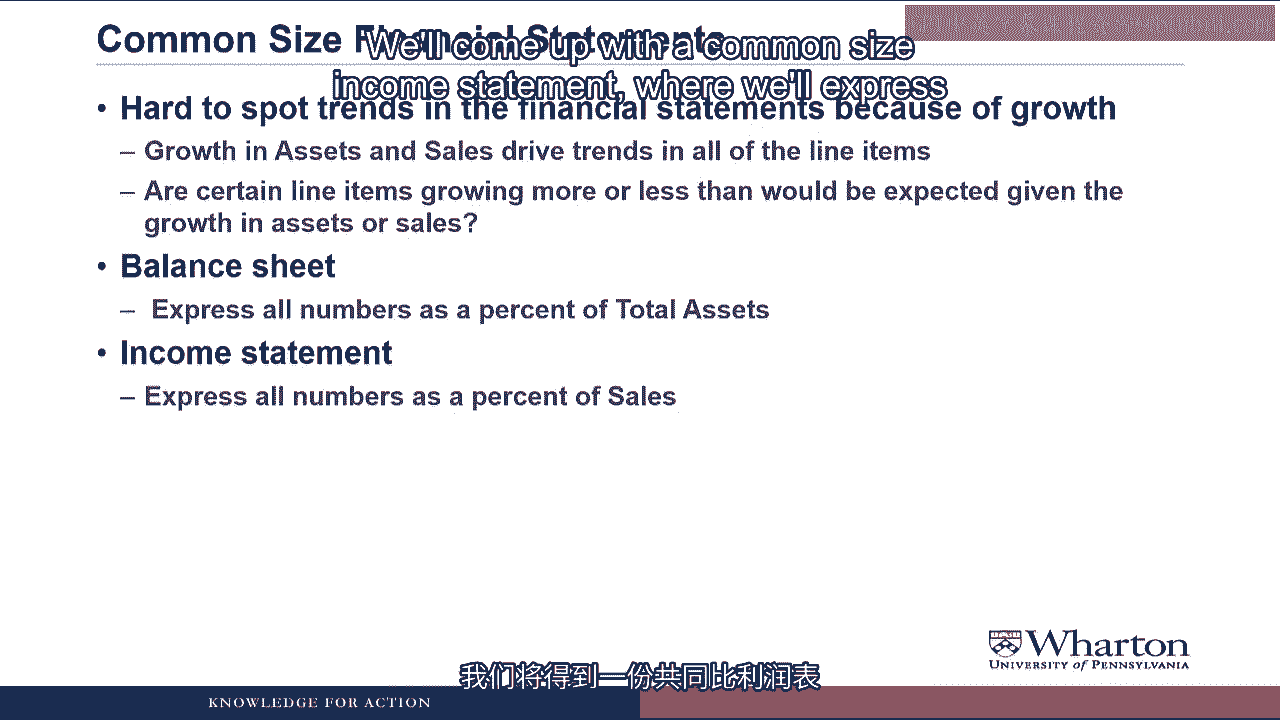 Common Size Financial Statements
We'll come up with a common size
income statement, where we'll express
• Hard to spot trends in the financial statements because of growth
– Growth in Assets and Sales drive trends in all of the line items
– Are certain line items growing more or less than would be expected given the
growth in assets or sales?
• Balance sheet
– Express all numbers as a percent of Total Assets
• Income statement
– Express all numbers as a percent of Sales
Wharton
UNIVERSITY of PENNSYLVANIA
我们将得到一份共同比利润表
KNOWLEDGE FOR ACTION